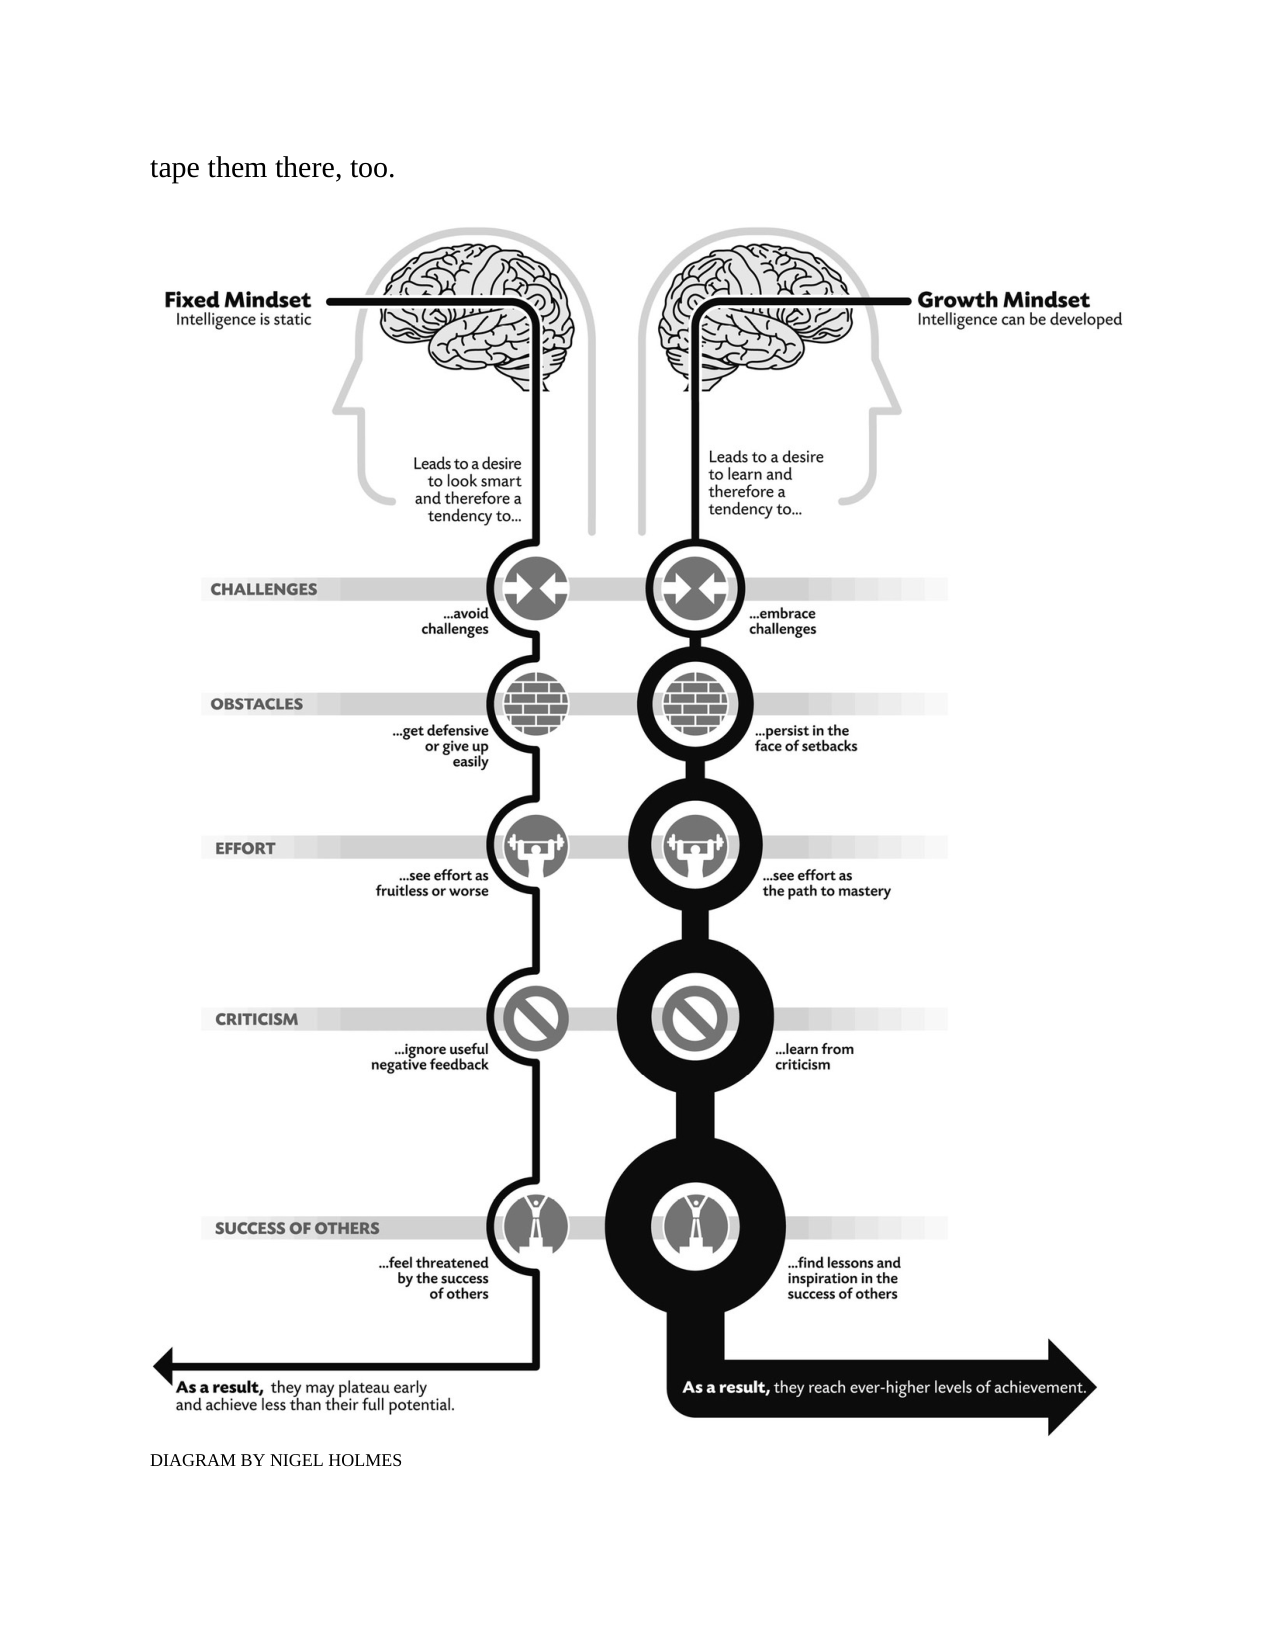 tape them there, too.
Fixed Mindset
Intelligence is static
Growth Mindset
Intelligence can be developed
Leads to a desire
to look smart
and therefore a
tendency to...
Leads to a desire
to learn and
therefore a
tendency to...
CHALLENGES
...avoid
challenges
...embrace
challenges
OBSTACLES
...get defensive
or give up
easily
...persist in the
face of setbacks
EFFORT
...see effort as
fruitless or worse
...see effort as
the path to mastery
CRITICISM
...ignore useful
negative feedback
...learn from
criticism
SUCCESS OF OTHERS
...feel threatened
by the success
of others
...find lessons and
inspiration in the
success of others
As a result, they may plateau early
and achieve less than their full potential.
As a result, they reach ever-higher levels of achievement.
DIAGRAM BY NIGEL HOLMES